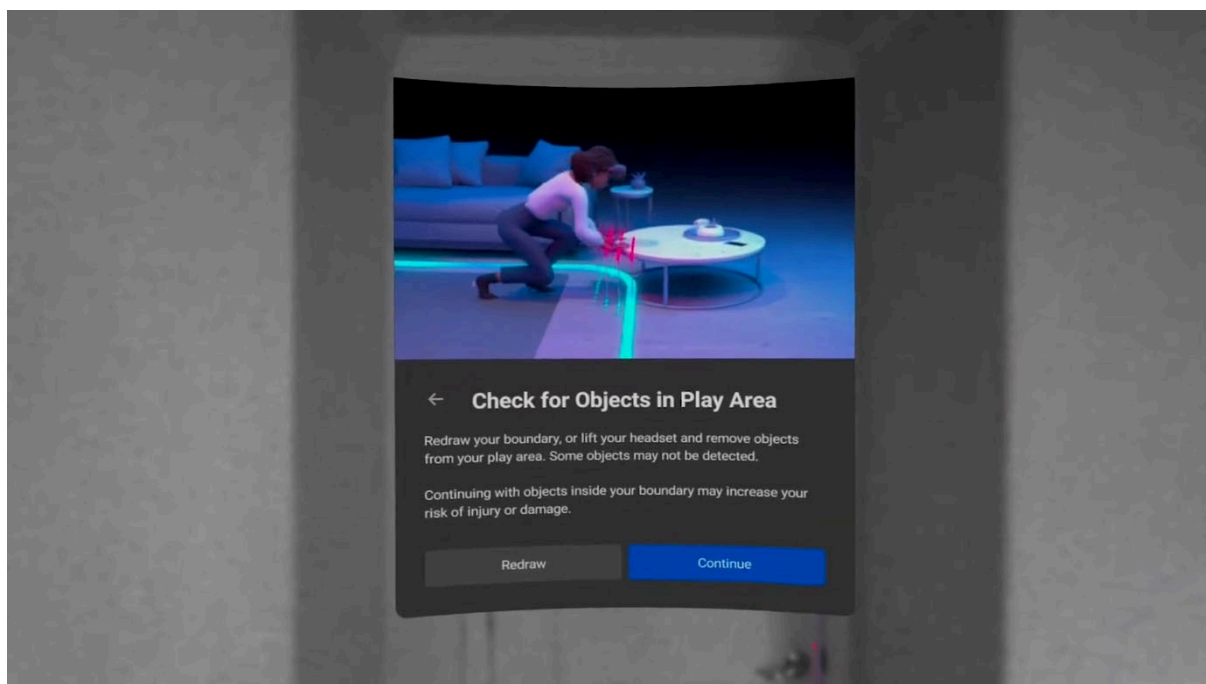 Check for Objects in Play Area
Redraw your boundary, or lift your headset and remove objects
from your play area. Some objects may not be detected.
Continuing with objects inside your boundary may increase your
risk of injury or damage.
Redraw
Continue